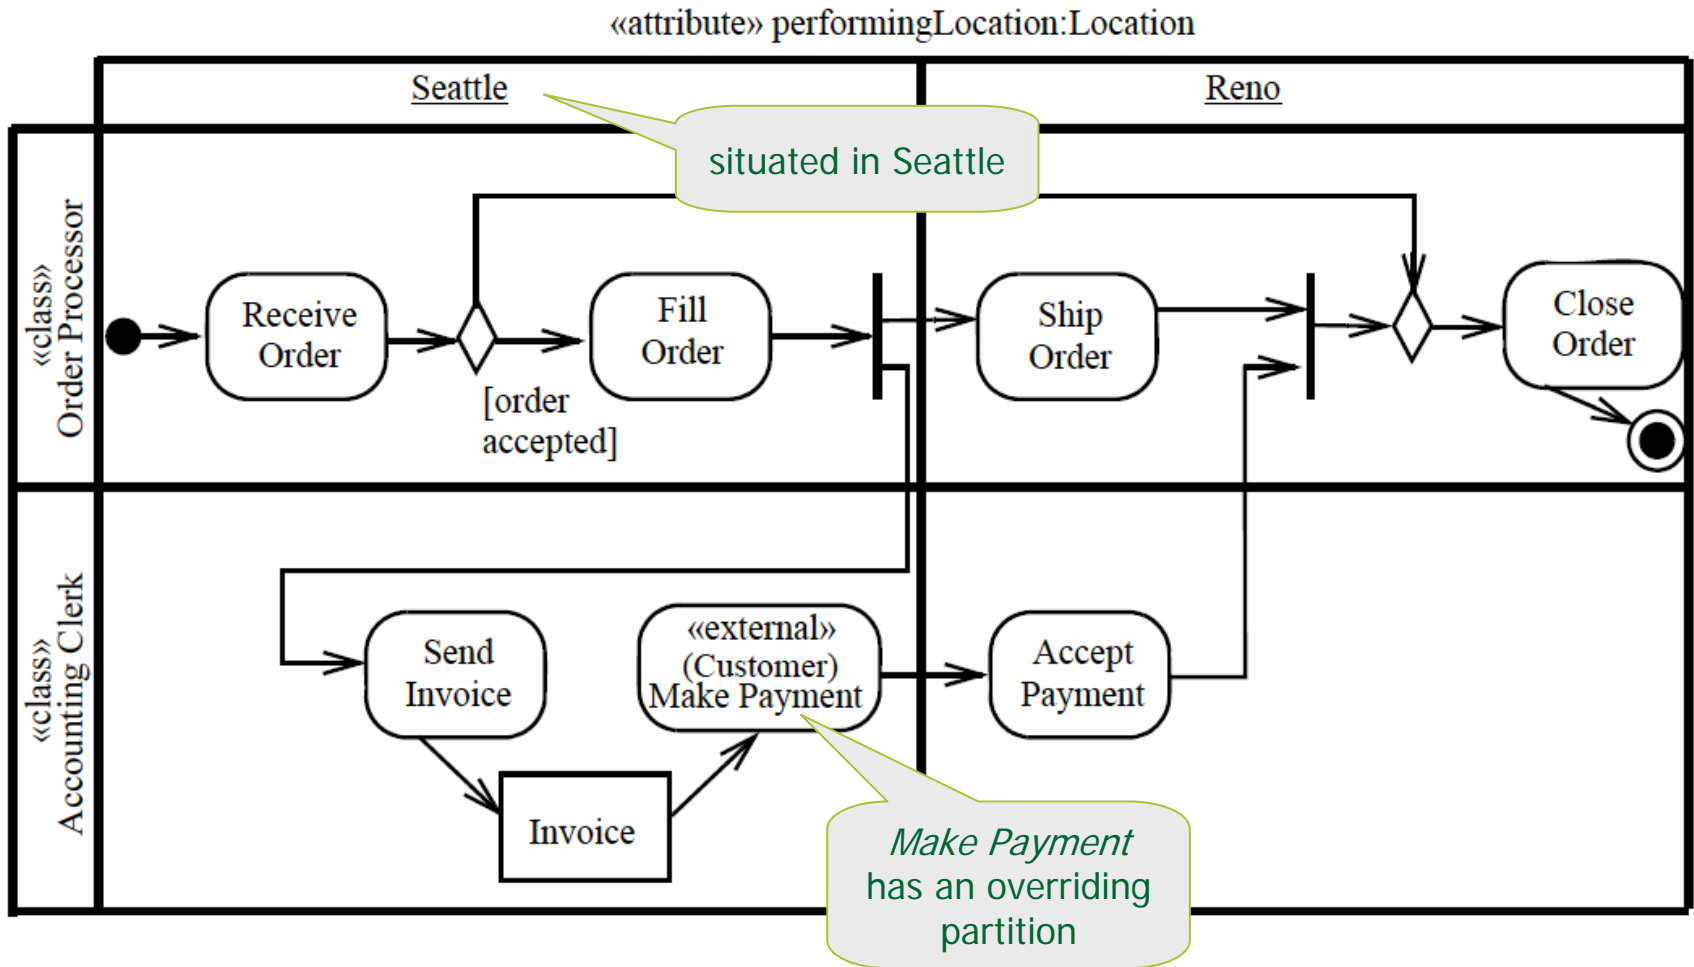 «attribute» performingLocation:Location
Seattle
Reno
situated in Seattle
«class»
Order Processor
Receive
Order
[order
accepted]
Fill
Order
Ship
Order
Close
Order
«class»
Accounting Clerk
Send
Invoice
Invoice
«external»
(Customer)
Make Payment
Accept
Payment
Make Payment
has an overriding
partition